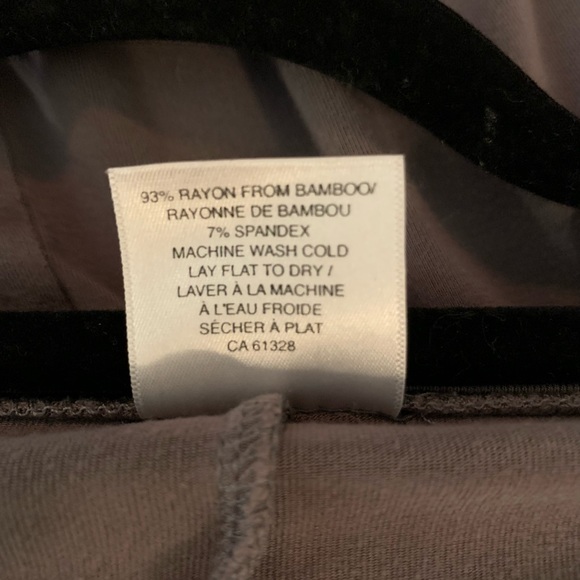 93% RAYON FROM BAMBOO/
RAYONNE DE BAMBOU
7% SPANDEX
MACHINE WASH COLD
LAY FLAT TO DRY /
LAVER À LA MACHINE
À L'EAU FROIDE
SÉCHER À PLAT
CA 61328